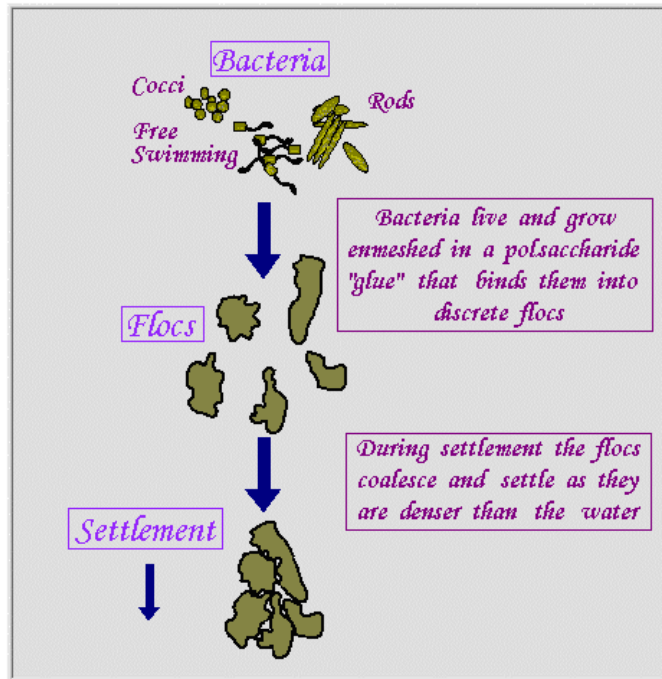 Bacteria
Cocci
Rods
Free
Swimming
Bacteria live and grow
enmeshed in a polsaccharide
"glue" that binds them into
discrete flocs
Flocs
During settlement the flocs
coalesce and settle as they
are denser than the water
Settlement